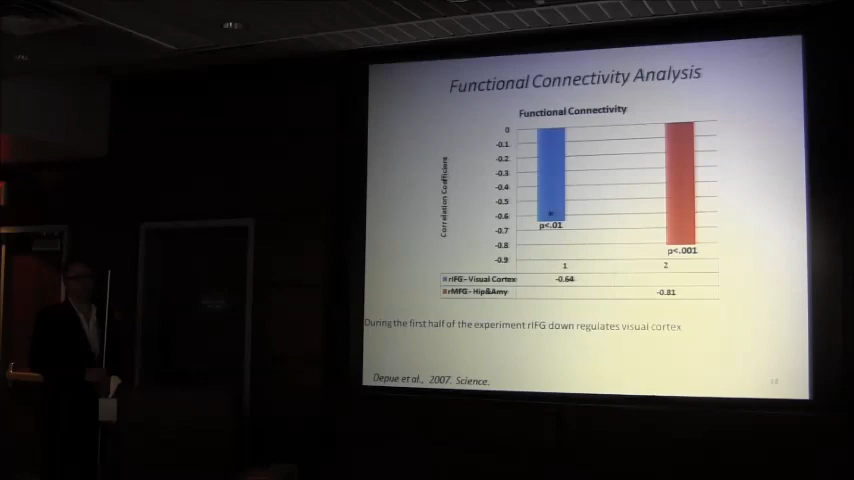 Functional Connectivity Analysis
Functional Connectivity
Correlation Coefficient
0
-0.1
-0.2
-0.3
-0.4
-0.5
-0.6
-0.7
-0.8
-0.9
*
p<.01
p<.001
1 2
rIFG - Visual Cortex -0.64
rMFG - Hip&Amy -0.81
During the first half of the experiment rIFG down regulates visual cortex
Depue et al., 2007. Science.